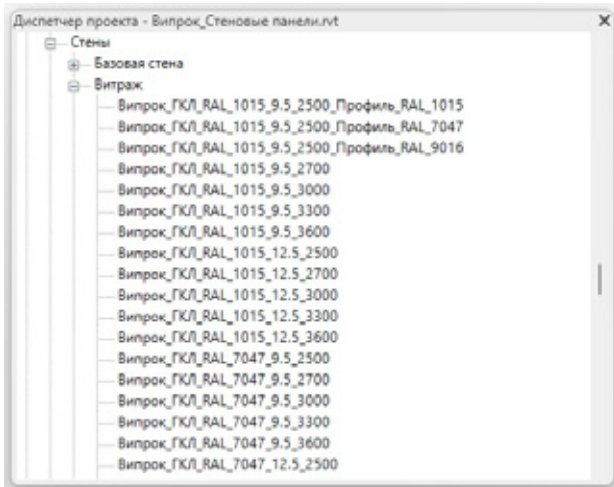 Диспетчер проекта - Випрок_Стеновые панели.rvt
Стены
Базовая стена
Витраж
Випрок_ГКЛ_RAL_1015_9.5_2500_Профиль_RAL_1015
Випрок_ГКЛ_RAL_1015_9.5_2500_Профиль_RAL_7047
Випрок_ГКЛ_RAL_1015_9.5_2500_Профиль_RAL_9016
Випрок_ГКЛ_RAL_1015_9.5_2700
Випрок_ГКЛ_RAL_1015_9.5_3000
Випрок_ГКЛ_RAL_1015_9.5_3300
Випрок_ГКЛ_RAL_1015_9.5_3600
Випрок_ГКЛ_RAL_1015_12.5_2500
Випрок_ГКЛ_RAL_1015_12.5_2700
Випрок_ГКЛ_RAL_1015_12.5_3000
Випрок_ГКЛ_RAL_1015_12.5_3300
Випрок_ГКЛ_RAL_1015_12.5_3600
Випрок_ГКЛ_RAL_7047_9.5_2500
Випрок_ГКЛ_RAL_7047_9.5_2700
Випрок_ГКЛ_RAL_7047_9.5_3000
Випрок_ГКЛ_RAL_7047_9.5_3300
Випрок_ГКЛ_RAL_7047_9.5_3600
Випрок_ГКЛ_RAL_7047_12.5_2500